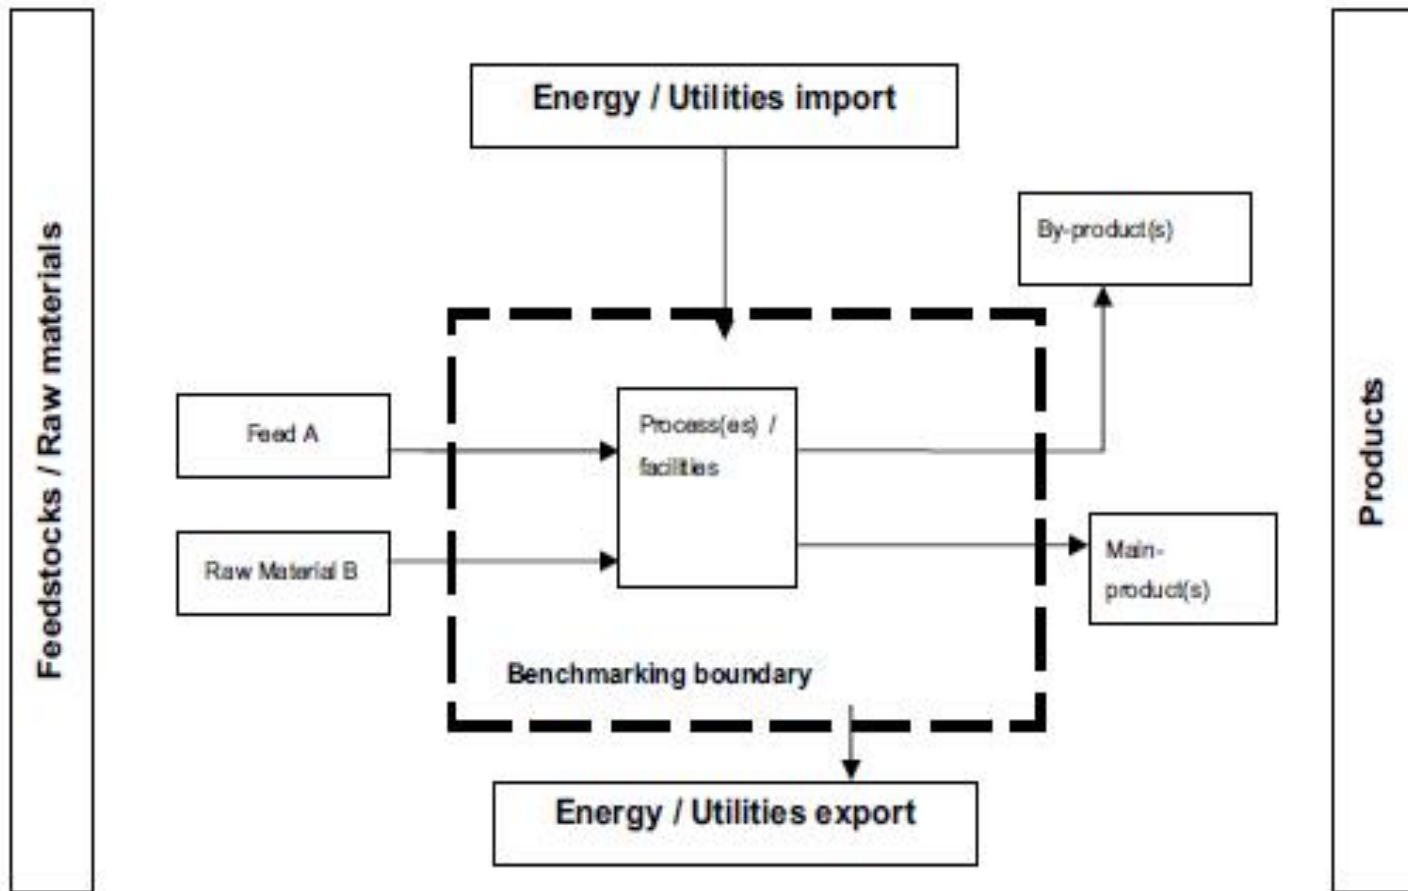 Feedstocks / Raw materials
Energy / Utilities import
By-product(s)
Feed A
Process(es) /
facilities
Raw Material B
Main-
product(s)
Benchmarking boundary
Energy / Utilities export
Products